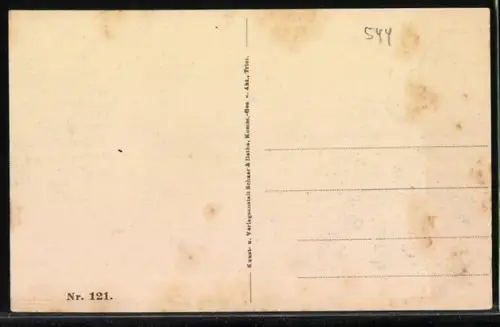 544
Kunst- u. Verlagsanstalt Schaar & Dathe, Komm.-Ges. a. Akt., Trier.
Nr. 121.